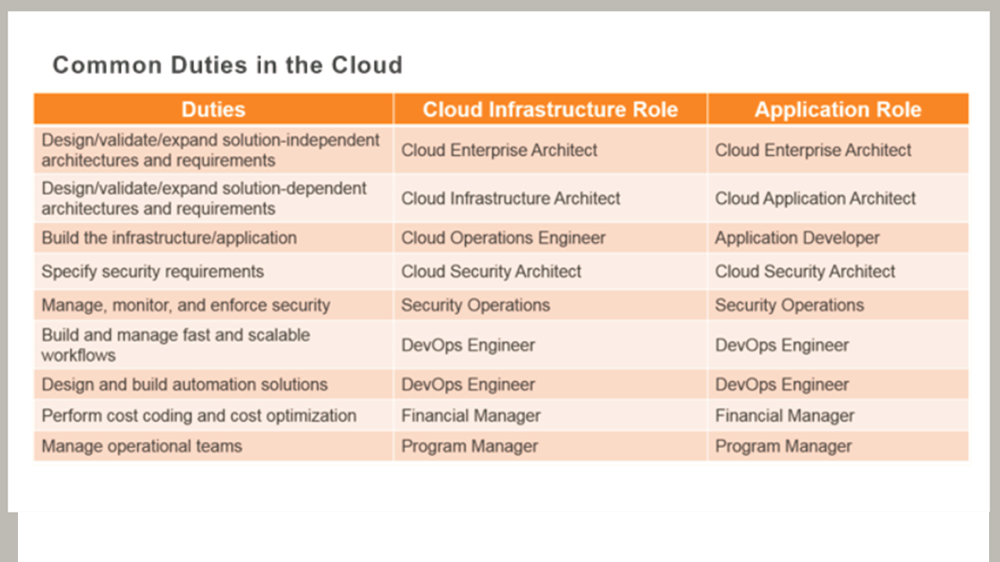 Common Duties in the Cloud
Duties Cloud Infrastructure Role Application Role
Design/validate/expand solution-independent
architectures and requirements
Cloud Enterprise Architect Cloud Enterprise Architect
Design/validate/expand solution-dependent
architectures and requirements
Cloud Infrastructure Architect Cloud Application Architect
Build the infrastructure/application Cloud Operations Engineer Application Developer
Specify security requirements Cloud Security Architect Cloud Security Architect
Manage, monitor, and enforce security Security Operations Security Operations
Build and manage fast and scalable
workflows
DevOps Engineer DevOps Engineer
Design and build automation solutions DevOps Engineer DevOps Engineer
Perform cost coding and cost optimization Financial Manager Financial Manager
Manage operational teams Program Manager Program Manager